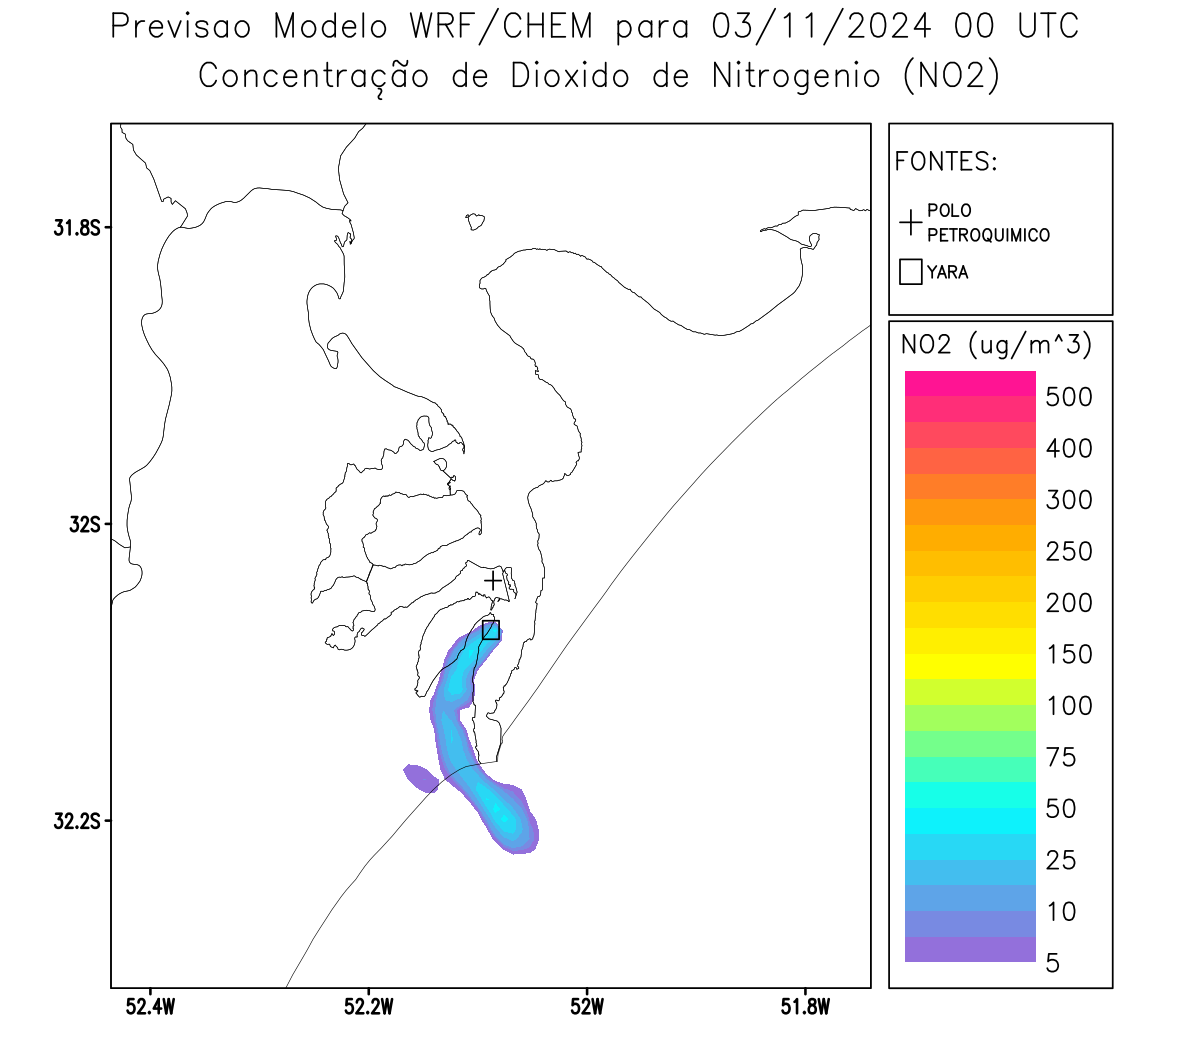 Previsao Modelo WRF/CHEM para 03/11/2024 00 UTC
Concentração de Dioxido de Nitrogenio (NO2)
FONTES:
POLO
PETROQUIMICO
YARA
NO2 (ug/m^3)
500
400
300
250
200
150
100
75
50
25
10
5
31.8S
32S
32.2S
52.4W
52.2W
52W
51.8W